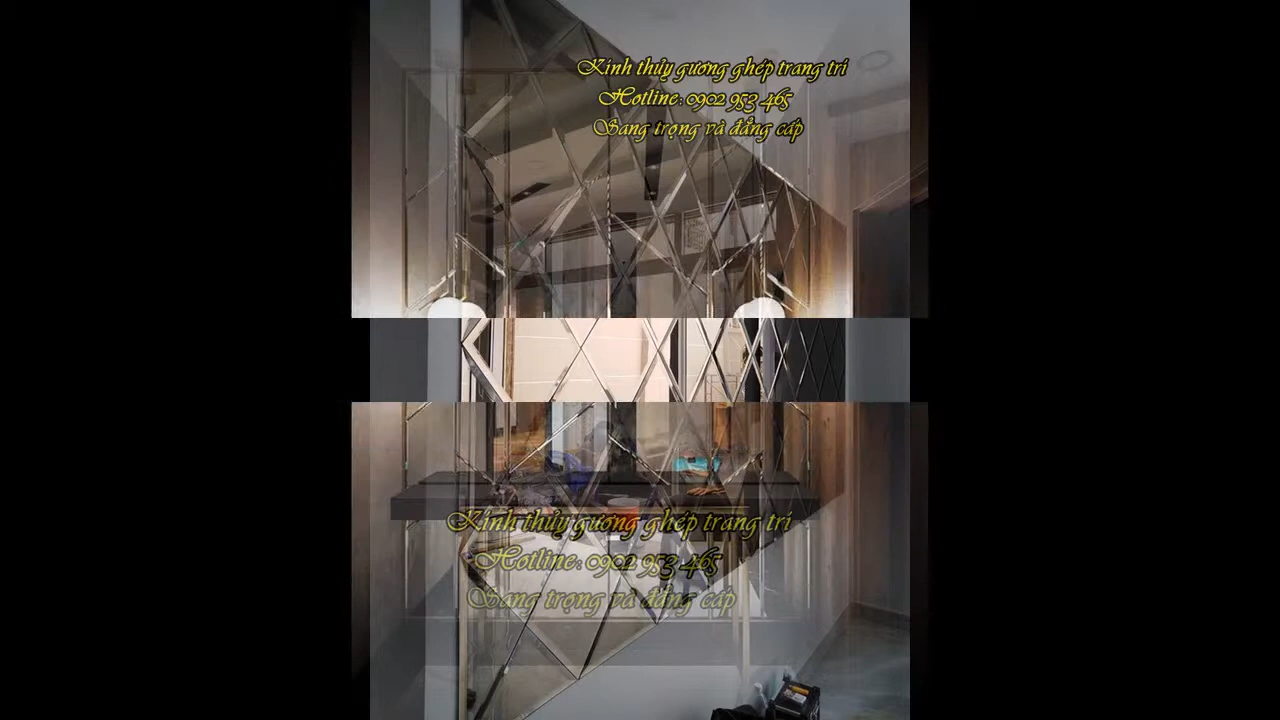 Kính thủy gương ghép trang trí
Hotline: 0902 953 465
Sang trọng và đẳng cấp
Kính thủy gương ghép trang trí
Hotline: 0902 953 465
Sang trọng và đẳng cấp